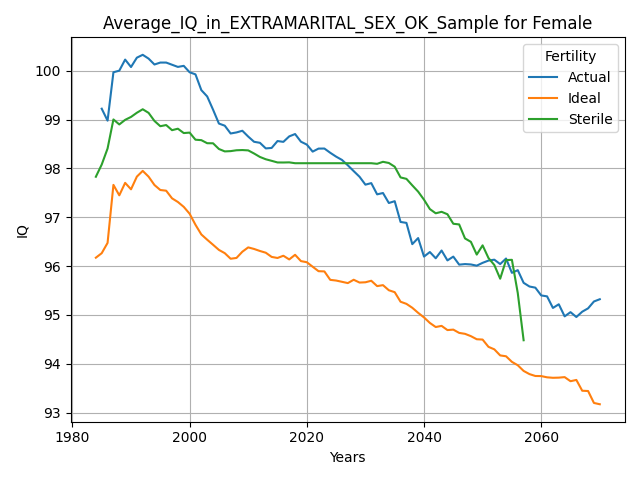 Average_IQ_in_EXTRAMARITAL_SEX_OK_Sample for Female
Fertility
Actual
Ideal
Sterile
100
99
98
97
96
95
94
93
IQ
1980
2000
2020
2040
2060
Years